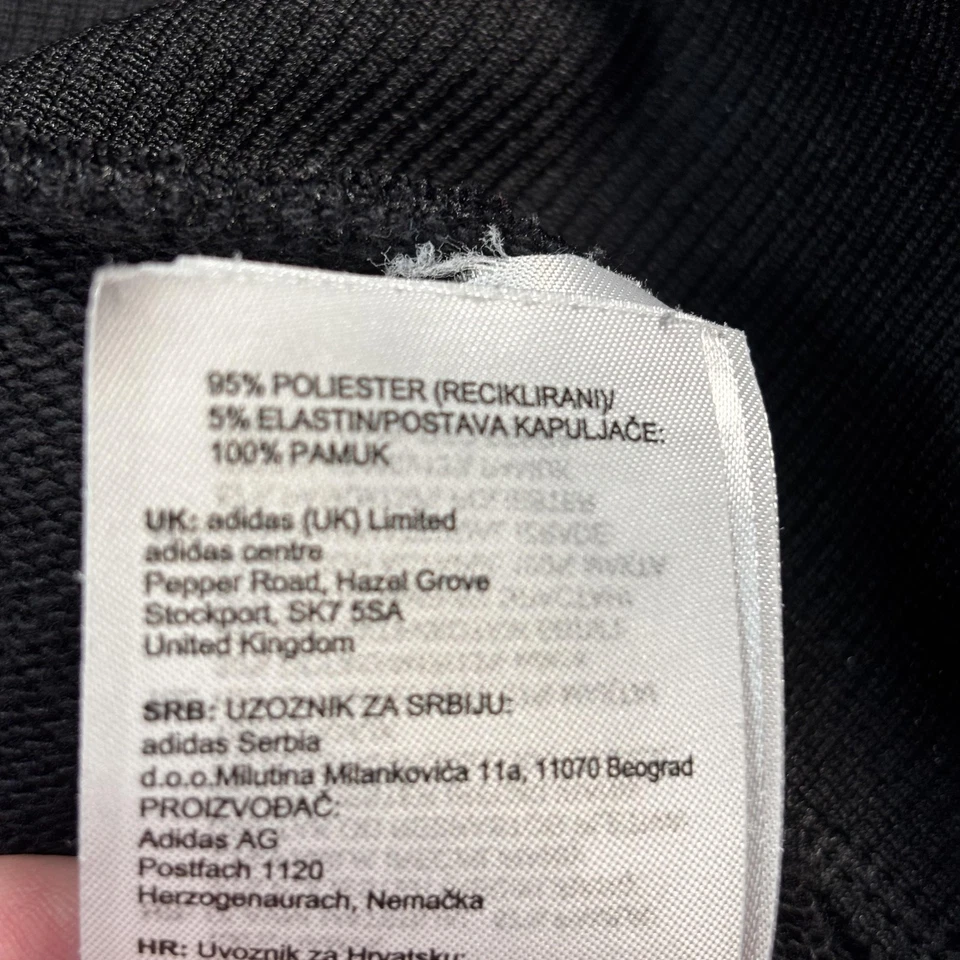 95% POLIESTER (RECIKLIRANI)/
5% ELASTIN/POSTAVA KAPULJAČE:
100% PAMUK
UK: adidas (UK) Limited
adidas centre
Pepper Road, Hazel Grove
Stockport, SK7 5SA
United Kingdom
SRB: UZOZNIK ZA SRBIJU:
adidas Serbia
d.o.o.Milutina Milankovića 11a, 11070 Beograd
PROIZVOĐAČ:
Adidas AG
Postfach 1120
Herzogenaurach, Nemačka
HR: Uvoznik za Hrvatsku: